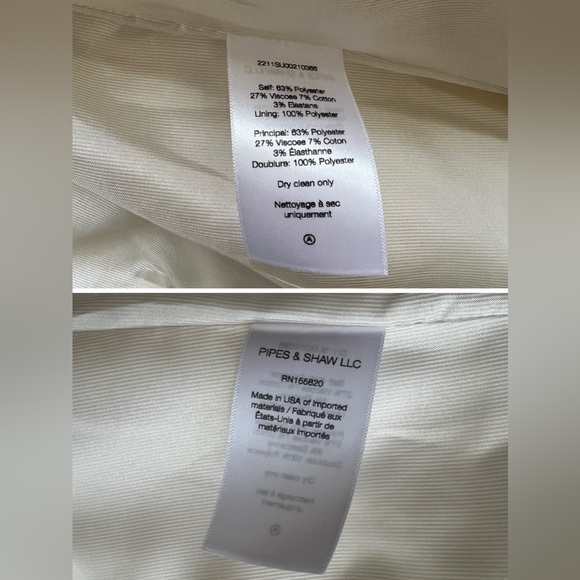 2211SU00210366
Self: 63% Polyester
27% Viscose 7% Cotton
3% Elastane
Lining: 100% Polyester
Principal: 63% Polyester
27% Viscose 7% Coton
3% Élasthanne
Doublure: 100% Polyester
Dry clean only
Nettoyage à sec
uniquement
A
PIPES & SHAW LLC
RN155820
Made in USA of Imported
materials / Fabriqué aux
États-Unis à partir de
matériaux importés